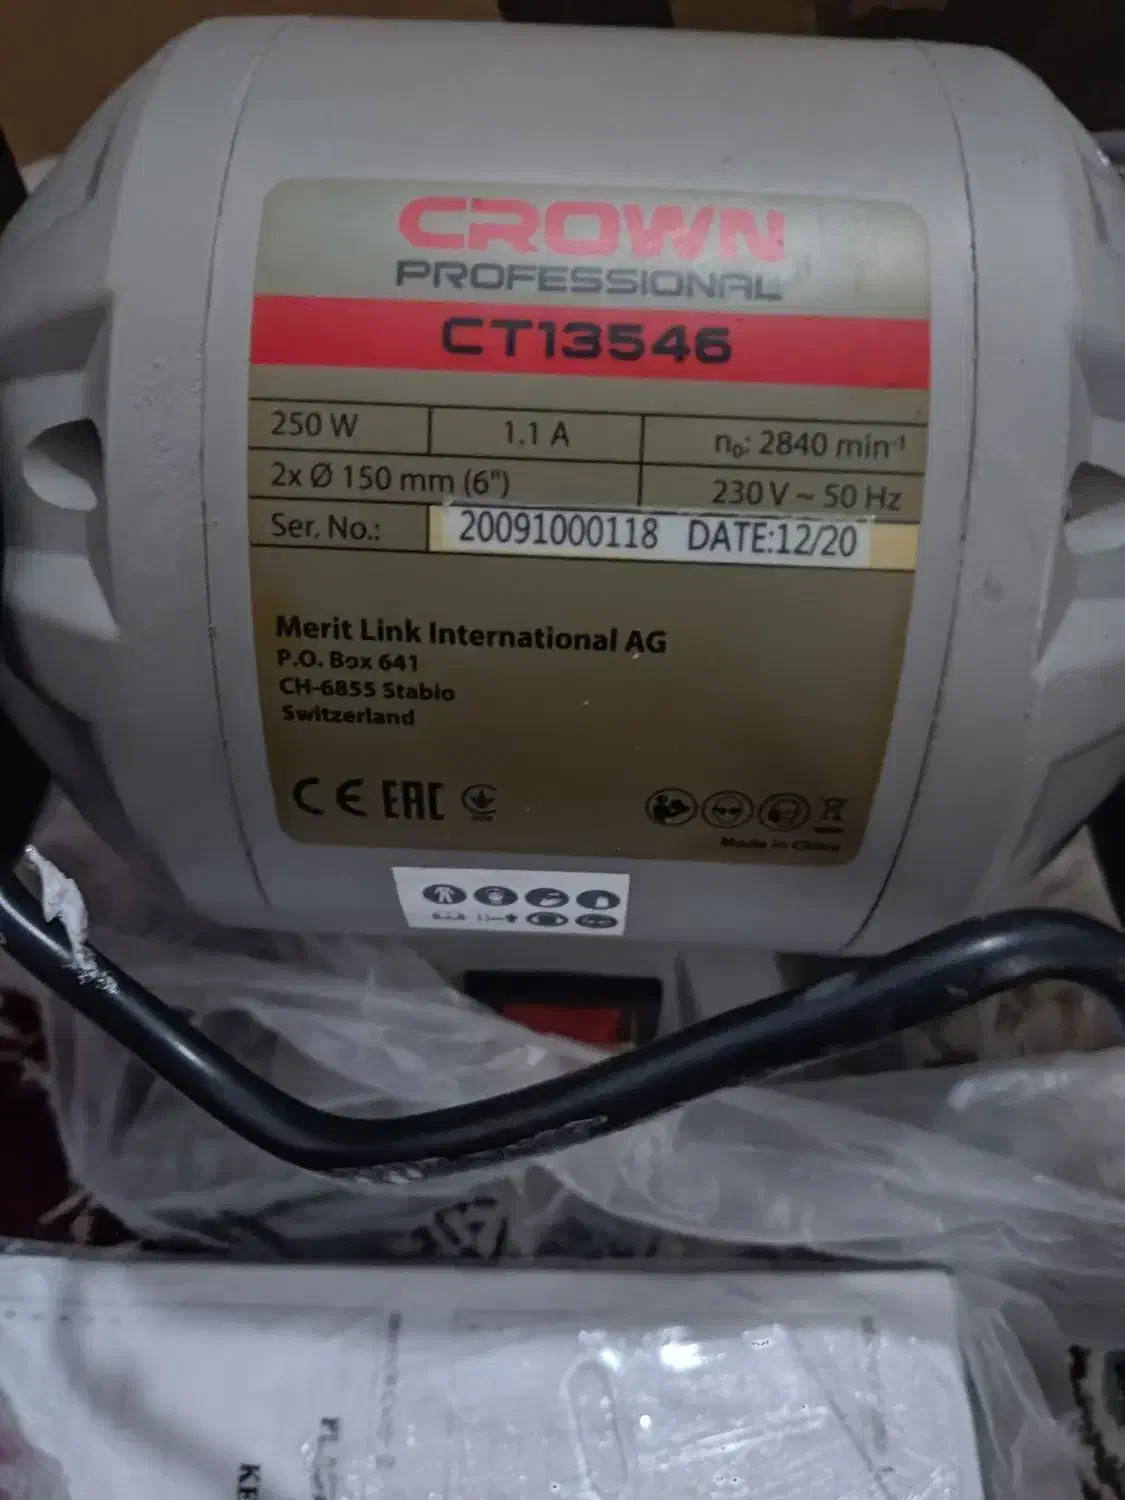 CROWN
PROFESSIONAL
CT13546
250 W 1.1 A n₀: 2840 min⁻¹
2x Ø 150 mm (6") 230 V ~ 50 Hz
Ser. No.: 20091000118 DATE:12/20
Merit Link International AG
P.O. Box 641
CH-6855 Stabio
Switzerland
CE EAC
Made in China